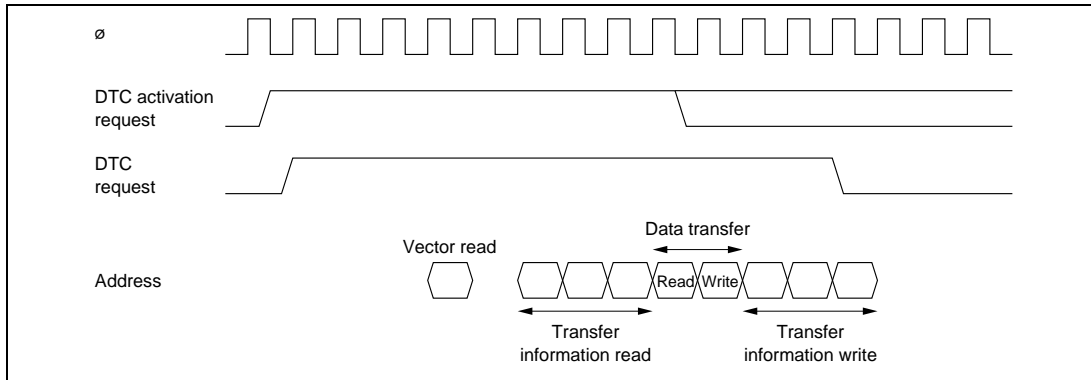 ø
DTC activation
request
DTC
request
Data transfer
Vector read
Address
Read
Write
Transfer
information read
Transfer
information write